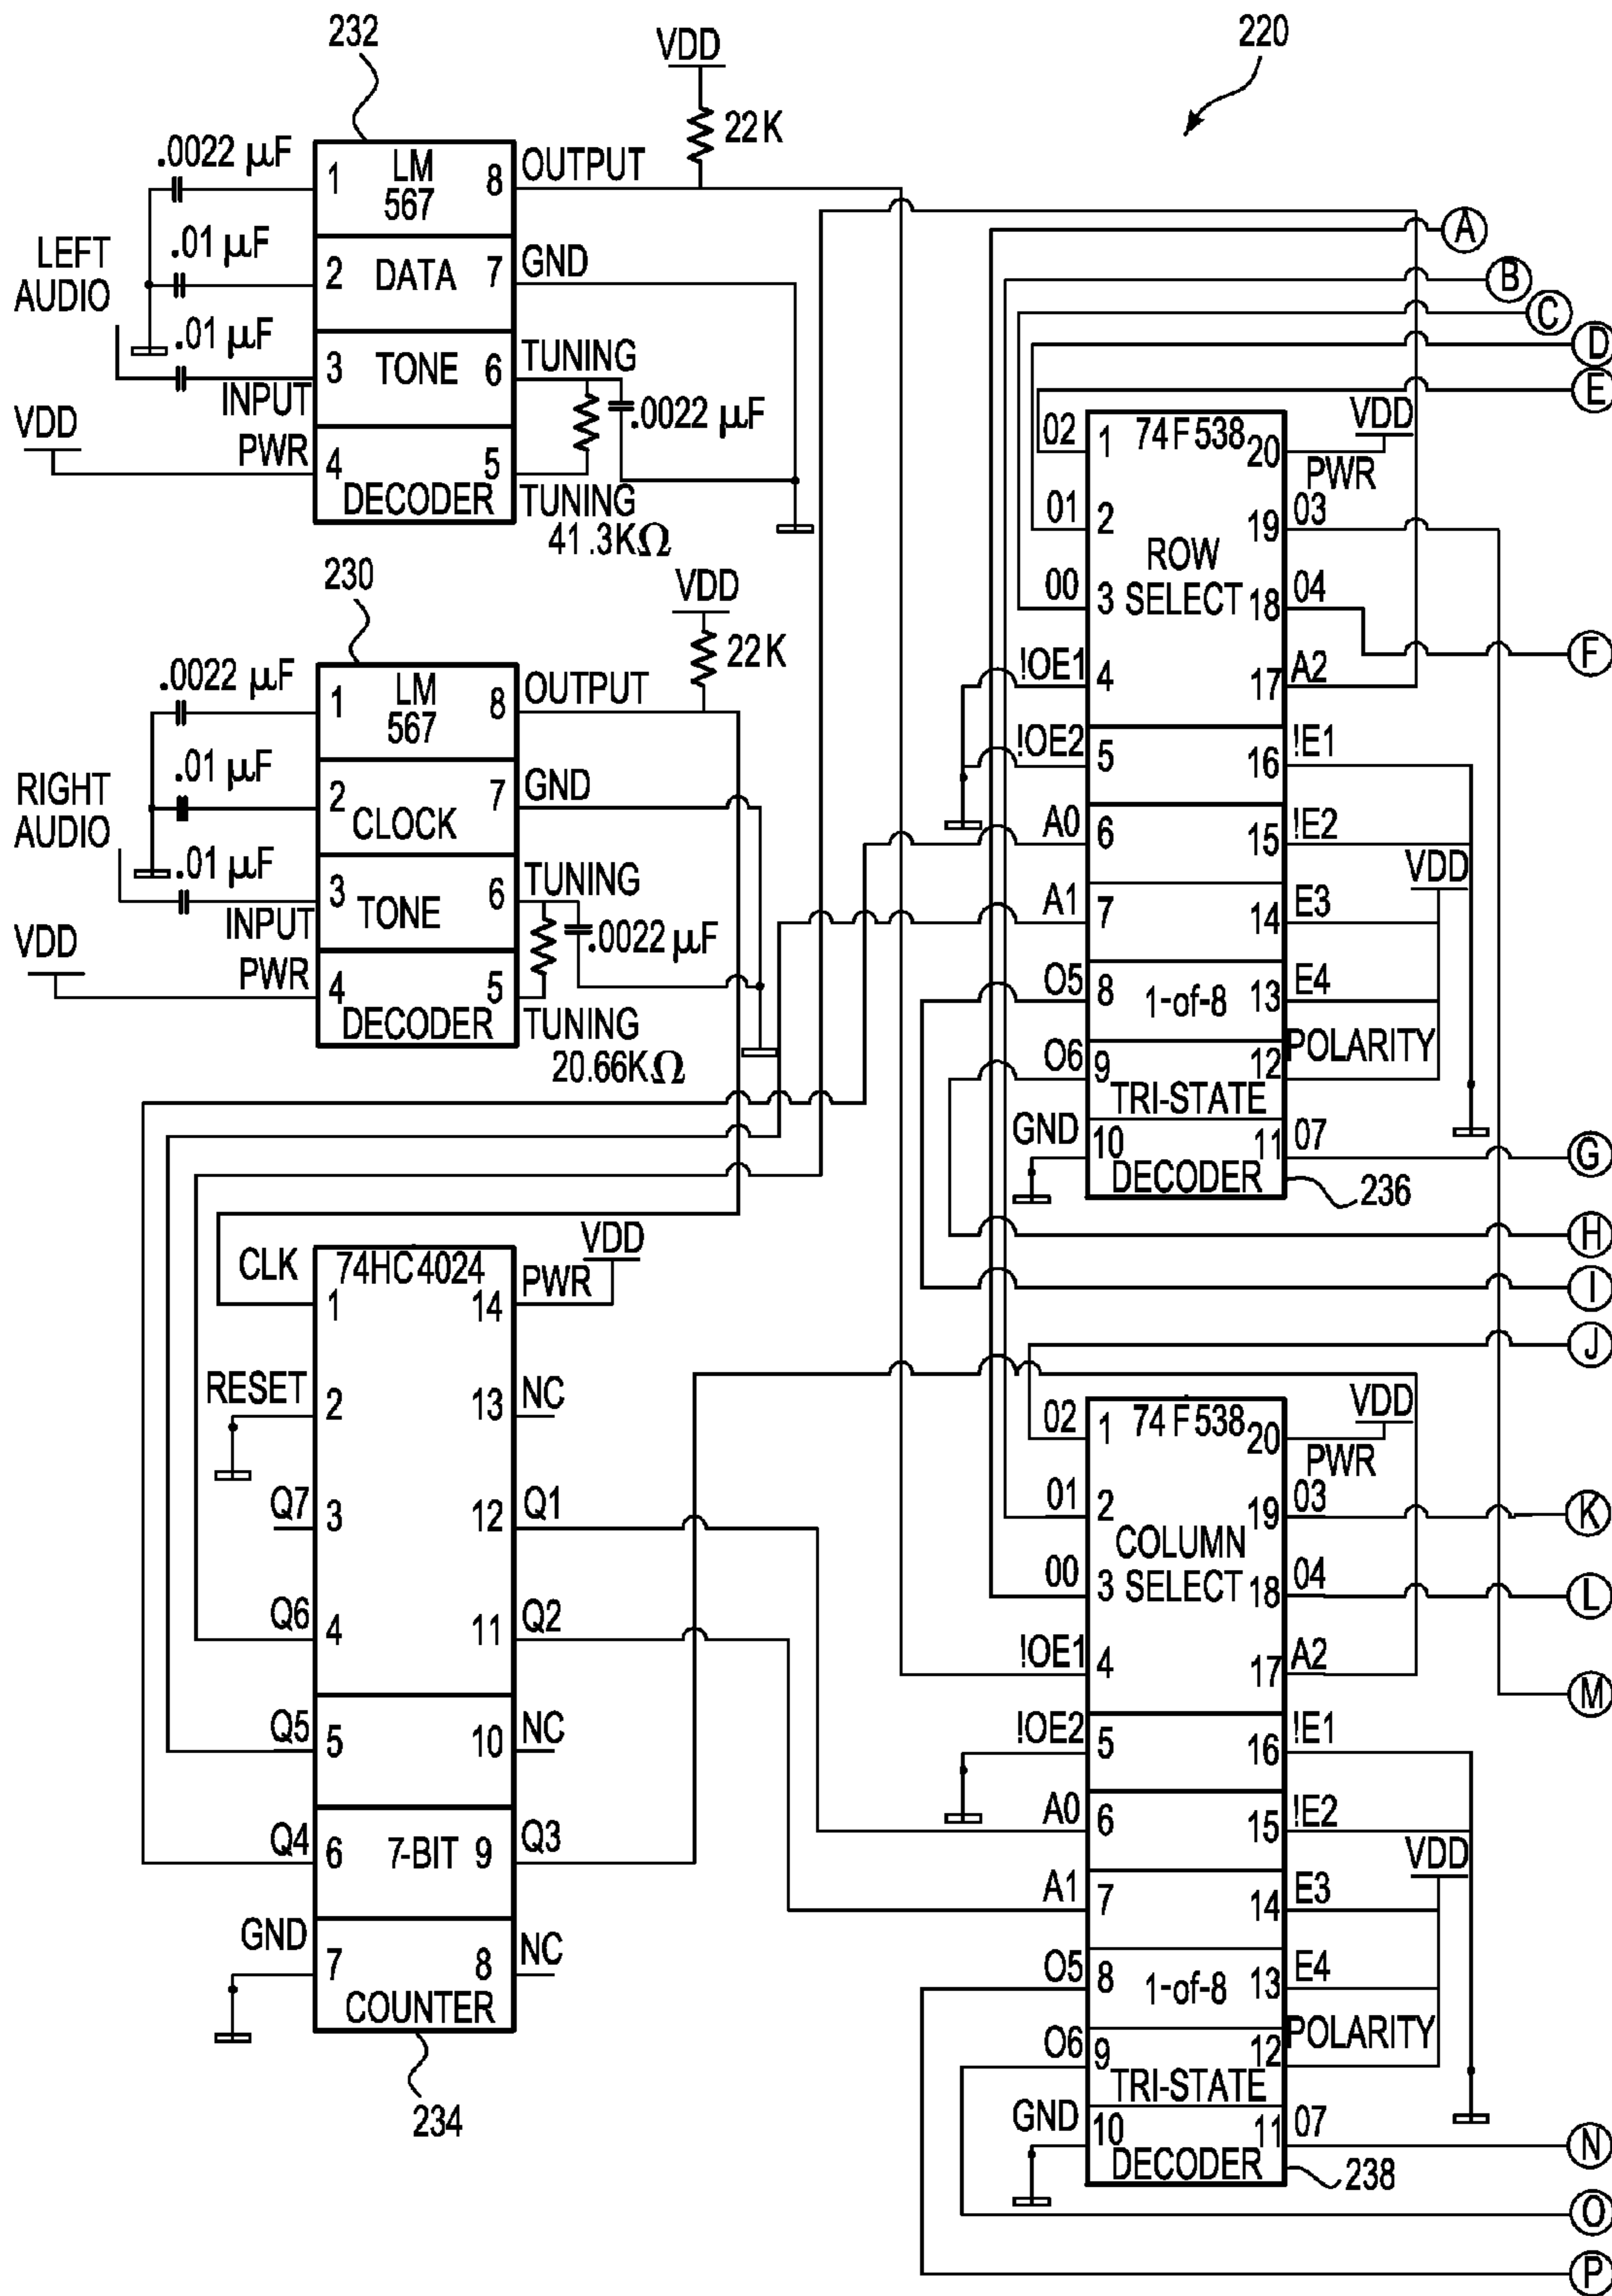 232
VDD
220
22K
.0022 µF
1 LM 567 8 OUTPUT
LEFT AUDIO
.01 µF
2 DATA 7 GND
.01 µF
3 TONE 6 TUNING
INPUT
.0022 µF
VDD
PWR
4 5
DECODER
TUNING
41.3KΩ
230
VDD
22K
.0022 µF
1 LM 567 8 OUTPUT
RIGHT AUDIO
.01 µF
2 CLOCK 7 GND
.01 µF
3 TONE 6 TUNING
INPUT
.0022 µF
VDD
PWR
4 5
DECODER
TUNING
20.66KΩ
74HC4024
VDD
CLK 1 14 PWR
RESET 2 13 NC
Q7 3 12 Q1
Q6 4 11 Q2
Q5 5 10 NC
Q4 6 7-BIT 9 Q3
GND 7 8 NC
COUNTER
234
A
B
C
D
E
74F538
VDD
02 1 20 PWR
01 2 19 03
ROW SELECT
00 3 18 04
F
!OE1 4 17 A2
!OE2 5 16 !E1
A0 6 15 !E2
VDD
A1 7 14 E3
O5 8 1-of-8 13 E4
O6 9 12 POLARITY
TRI-STATE
GND 10 11 07
DECODER
G
236
H
I
J
74F538
VDD
02 1 20 PWR
01 2 19 03
K
COLUMN SELECT
00 3 18 04
L
!OE1 4 17 A2
M
!OE2 5 16 !E1
A0 6 15 !E2
VDD
A1 7 14 E3
O5 8 1-of-8 13 E4
O6 9 12 POLARITY
TRI-STATE
GND 10 11 07
DECODER
N
238
O
P